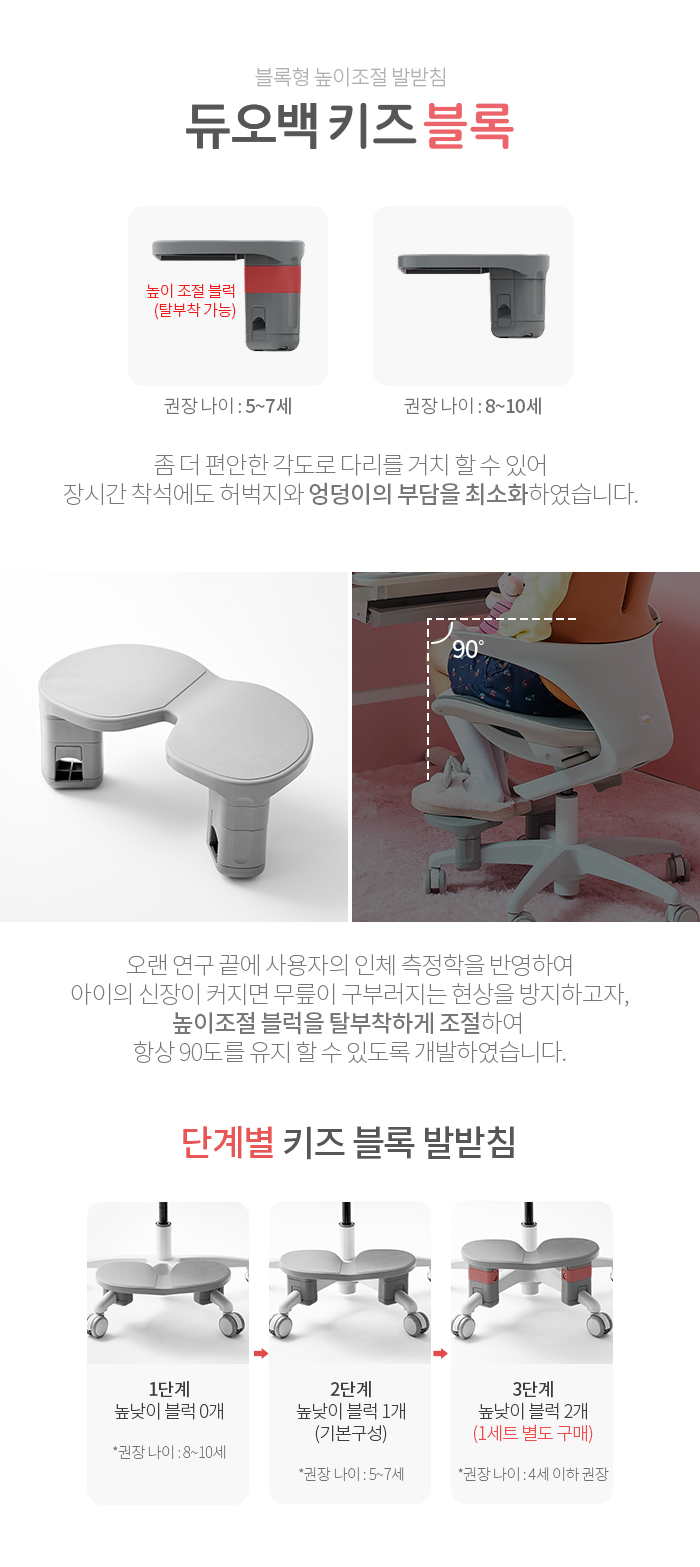 블록형 높이조절 발받침
듀오백 키즈 블록
높이 조절 블럭
(탈부착 가능)
권장 나이 : 5~7세
권장 나이 : 8~10세
좀 더 편안한 각도로 다리를 거치 할 수 있어
장시간 착석에도 허벅지와 엉덩이의 부담을 최소화하였습니다.
90°
오랜 연구 끝에 사용자의 인체 측정학을 반영하여
아이의 신장이 커지면 무릎이 구부러지는 현상을 방지하고자,
높이조절 블럭을 탈부착하게 조절하여
항상 90도를 유지 할 수 있도록 개발하였습니다.
단계별 키즈 블록 발받침
1단계
높낮이 블럭 0개
*권장 나이 : 8~10세
2단계
높낮이 블럭 1개
(기본구성)
*권장 나이 : 5~7세
3단계
높낮이 블럭 2개
(1세트 별도 구매)
*권장 나이 : 4세 이하 권장